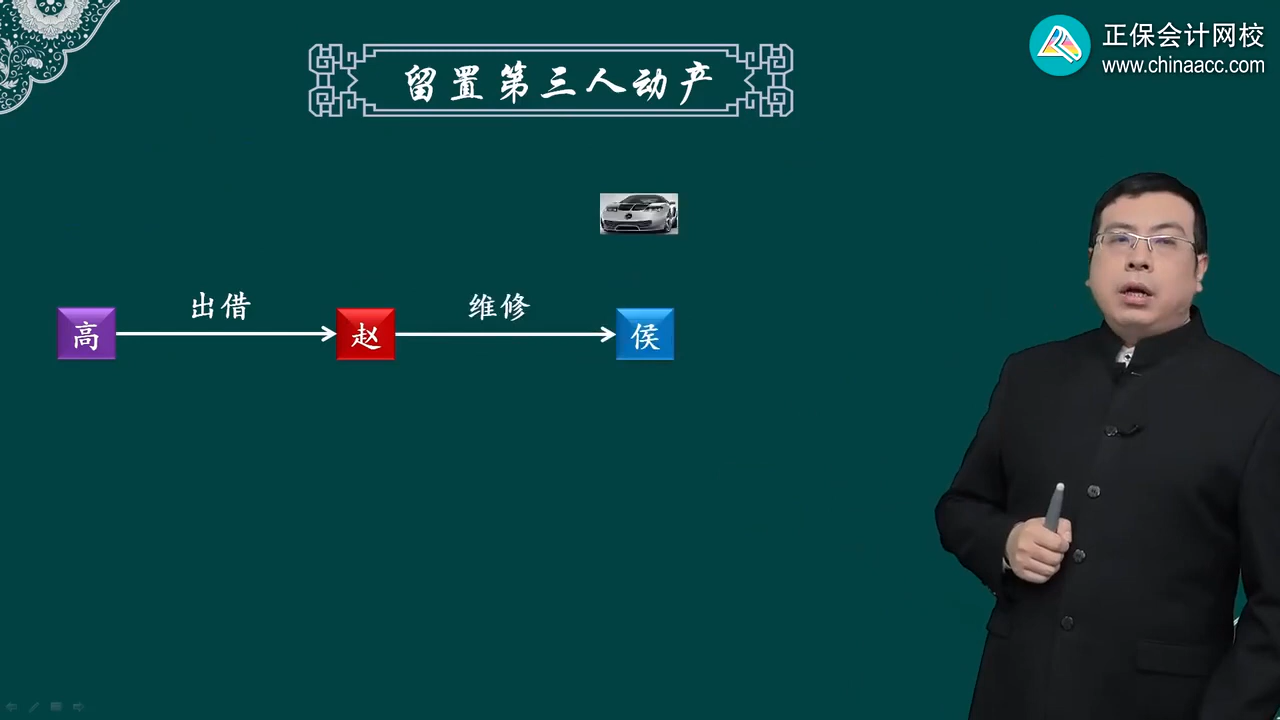 正保会计网校
www.chinaacc.com
留置第三人动产
出借
维修
高
赵
侯